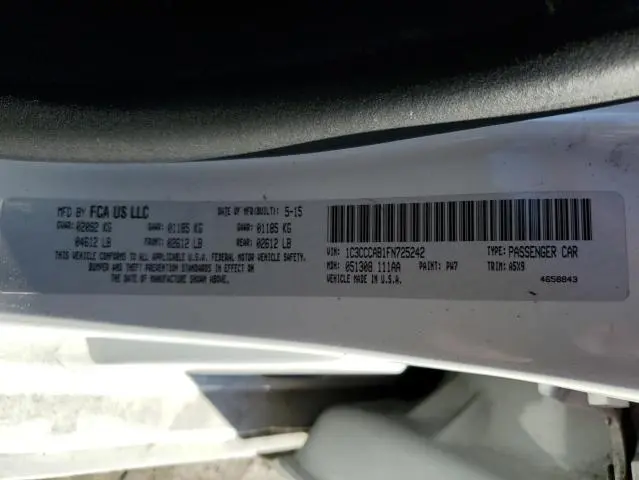 MFD BY FCA US LLC DATE OF MFD(BUILT): 5-15
GVWR: 02092 KG GAWR: 01185 KG GAWR: 01185 KG
04612 LB FRONT: 02612 LB REAR: 02612 LB
THIS VEHICLE CONFORMS TO ALL APPLICABLE U.S.A. FEDERAL MOTOR VEHICLE SAFETY,
BUMPER AND THEFT PREVENTION STANDARDS IN EFFECT ON
THE DATE OF MANUFACTURE SHOWN ABOVE.
VIN: 1C3CCCAB1FN725242 TYPE: PASSENGER CAR
MDH: 051308 111AA PAINT: PW7 TRIM: A5X9
VEHICLE MADE IN U.S.A. 4658843